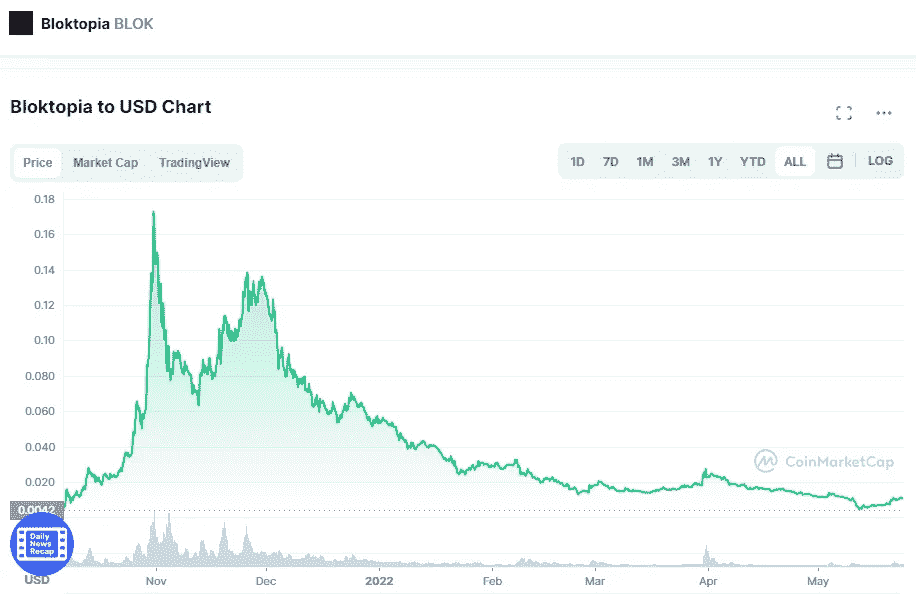 Bloktopia BLOK
Bloktopia to USD Chart
Price Market Cap TradingView
1D 7D 1M 3M 1Y YTD ALL LOG
0.18
0.16
0.14
0.12
0.10
0.080
0.060
0.040
CoinMarketCap
0.020
0.0042
Daily
News
Recap
USD
Nov Dec 2022 Feb Mar Apr May